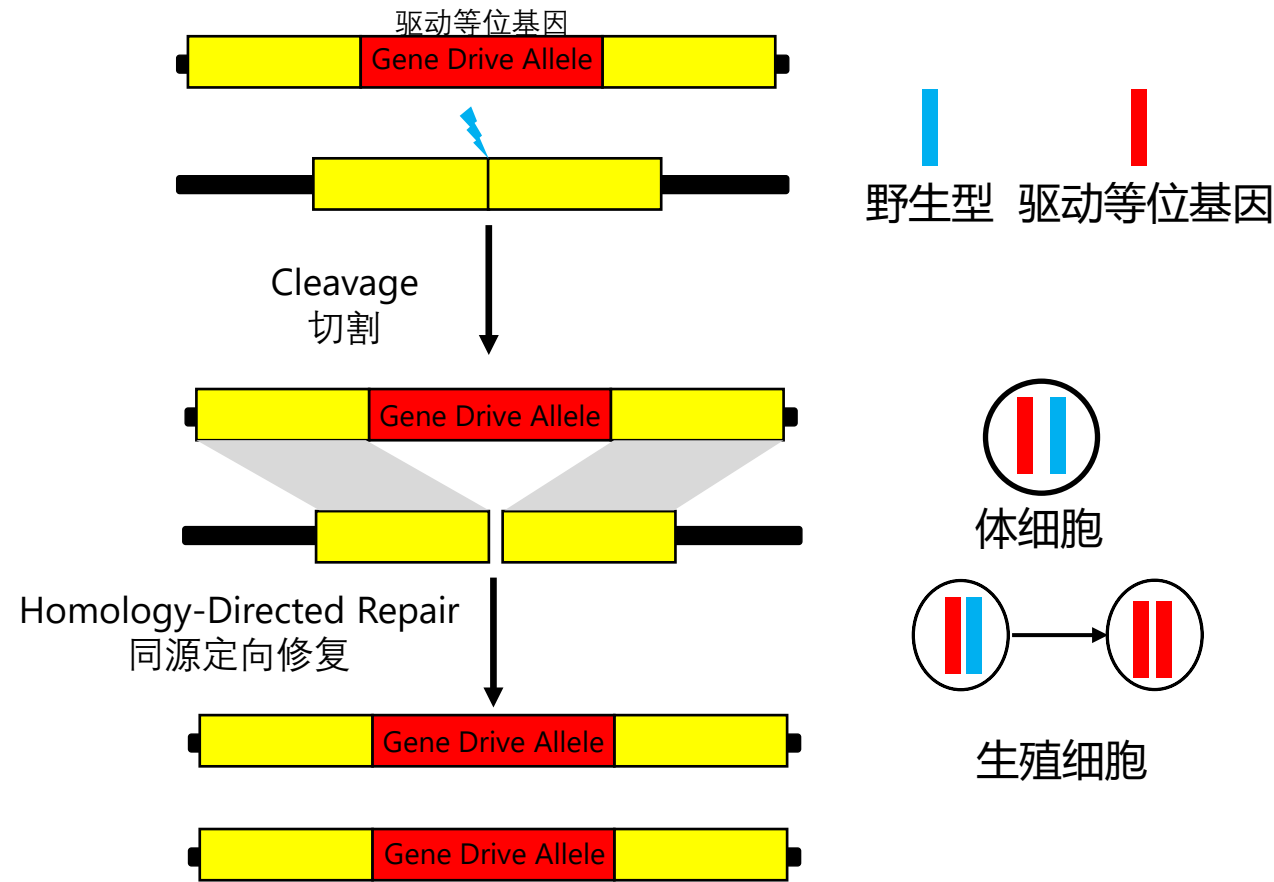 驱动等位基因
Gene Drive Allele
Cleavage
切割
Gene Drive Allele
Homology-Directed Repair
同源定向修复
Gene Drive Allele
Gene Drive Allele
野生型
驱动等位基因
体细胞
生殖细胞